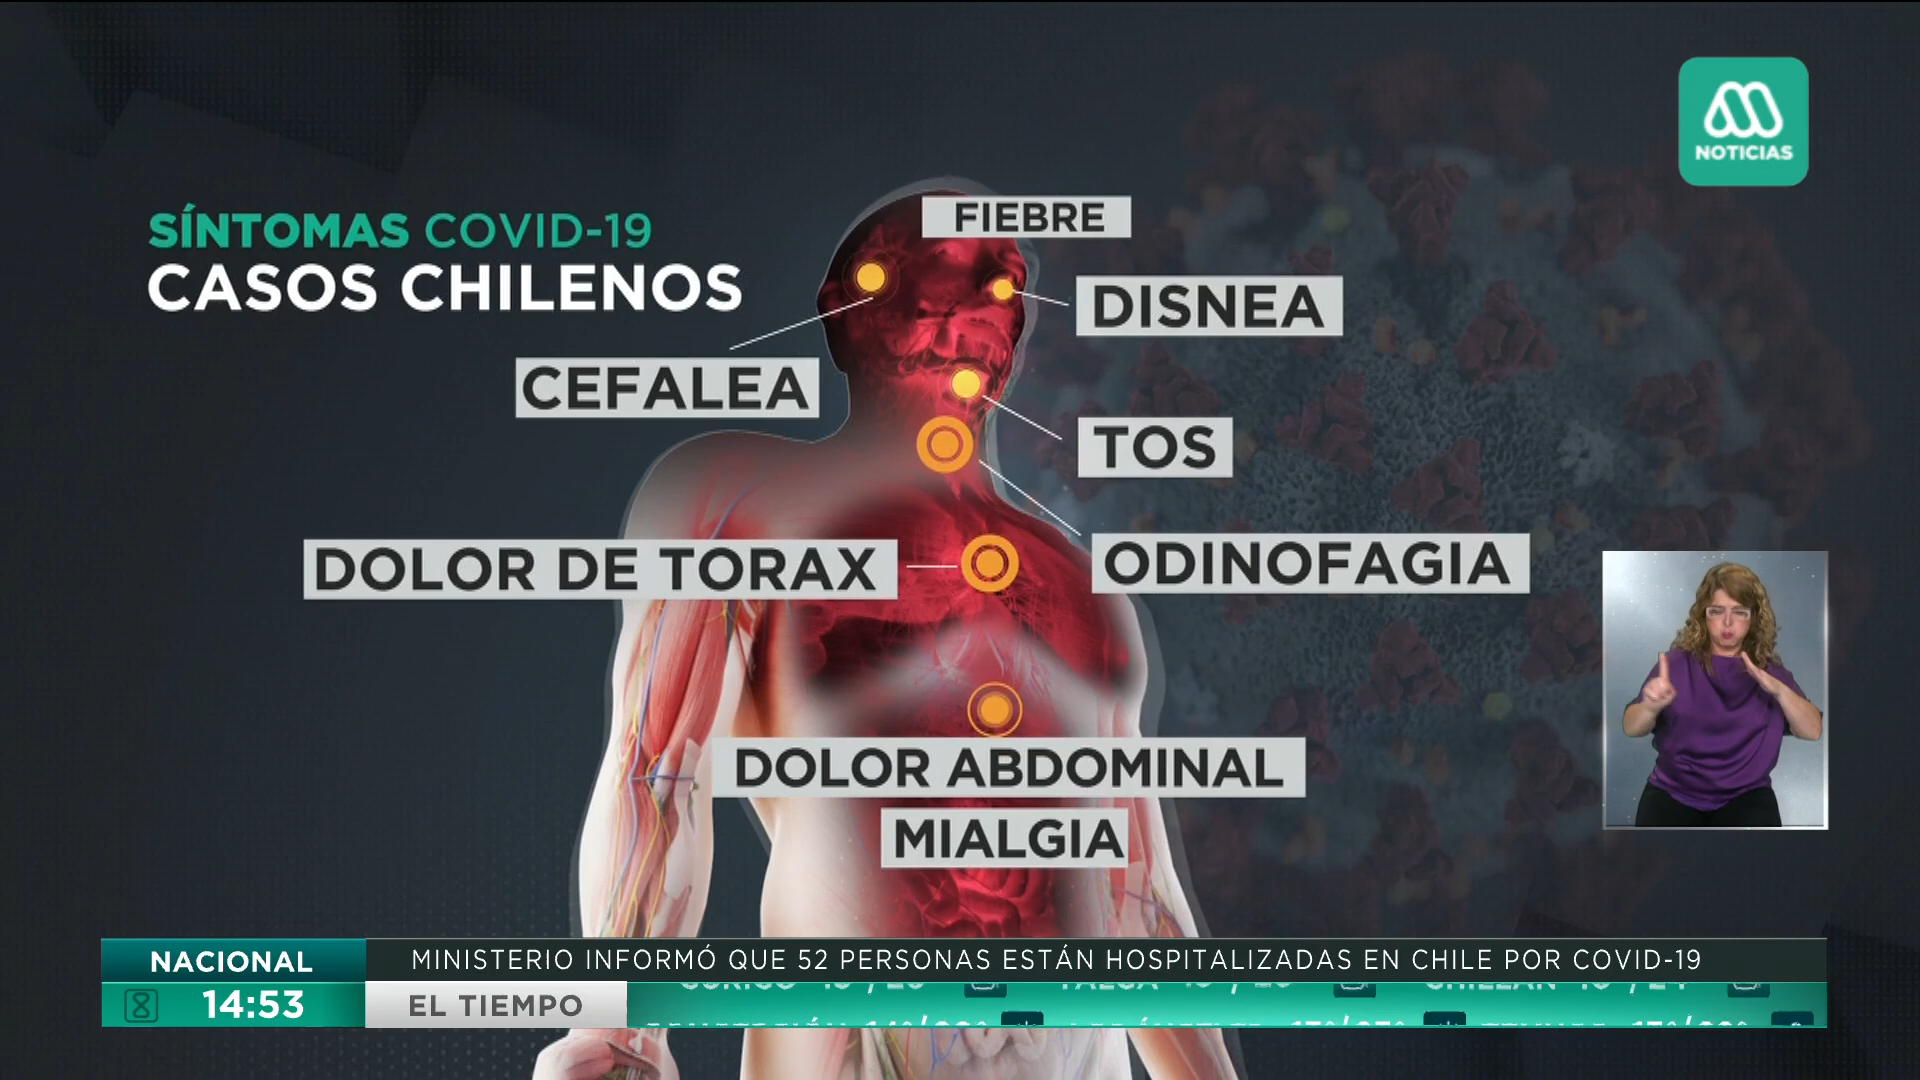 NOTICIAS
SÍNTOMAS COVID-19
CASOS CHILENOS
FIEBRE
DISNEA
CEFALEA
TOS
DOLOR DE TORAX
ODINOFAGIA
DOLOR ABDOMINAL
MIALGIA
NACIONAL
MINISTERIO INFORMÓ QUE 52 PERSONAS ESTÁN HOSPITALIZADAS EN CHILE POR COVID-19
14:53
EL TIEMPO